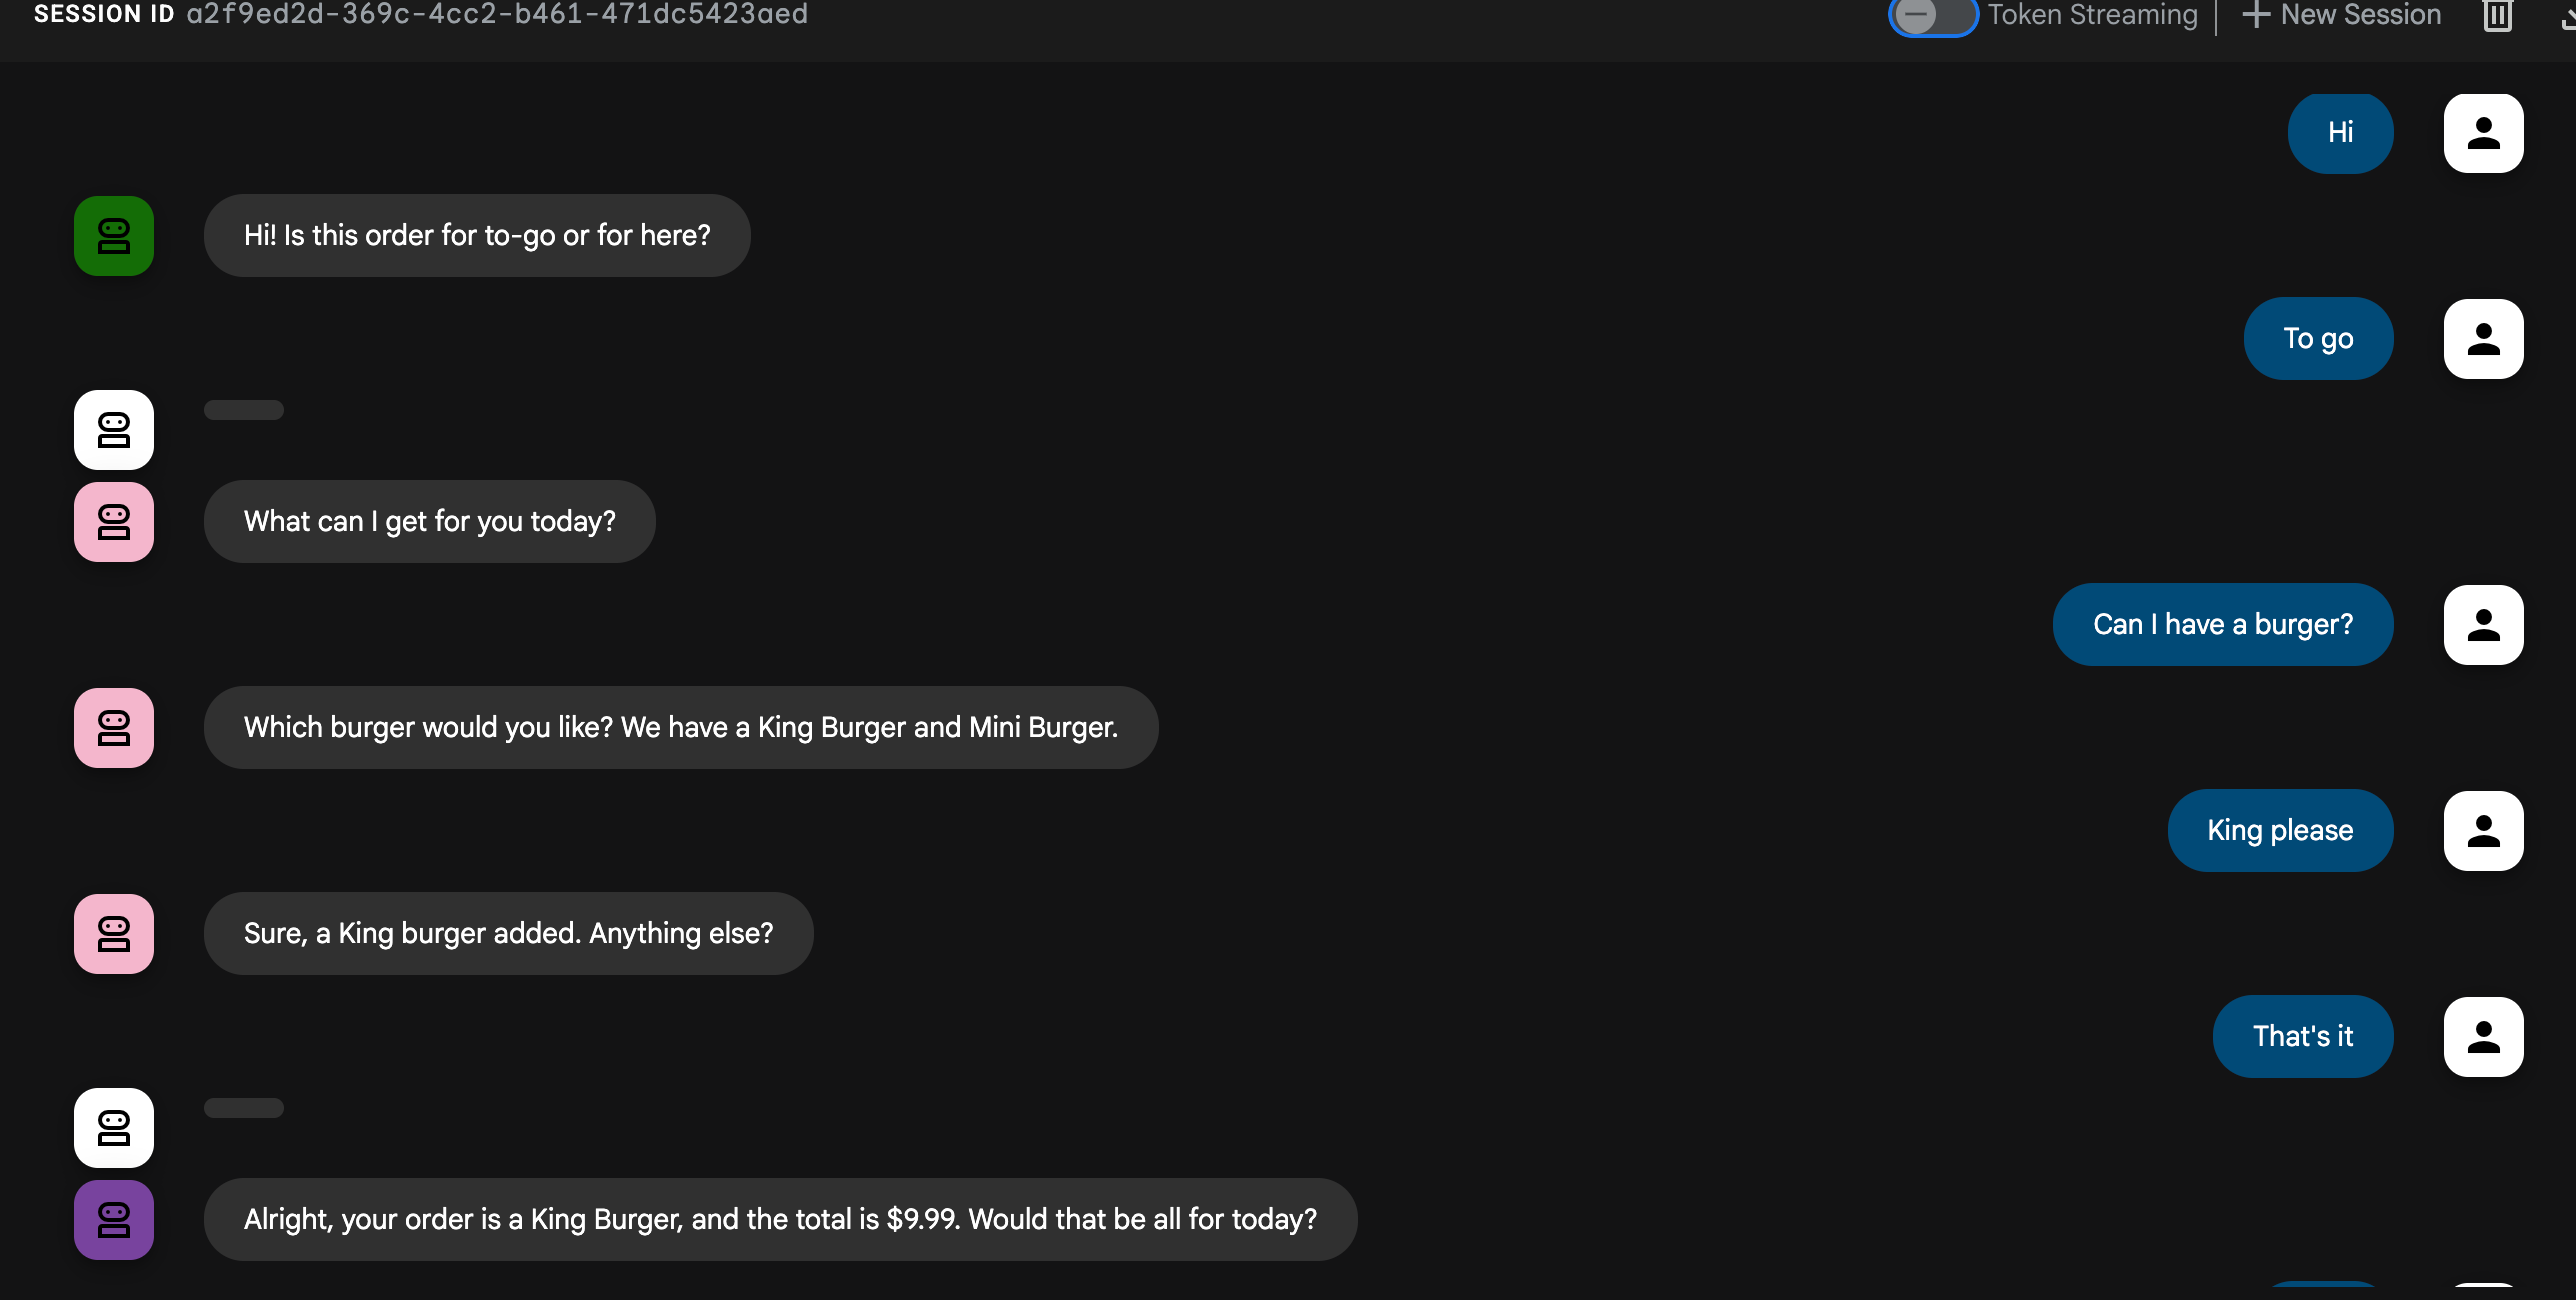 SESSION ID a2f9ed2d-369c-4cc2-b461-471dc5423aed
Token Streaming
New Session
Hi
Hi! Is this order for to-go or for here?
To go
What can I get for you today?
Can I have a burger?
Which burger would you like? We have a King Burger and Mini Burger.
King please
Sure, a King burger added. Anything else?
That's it
Alright, your order is a King Burger, and the total is $9.99. Would that be all for today?